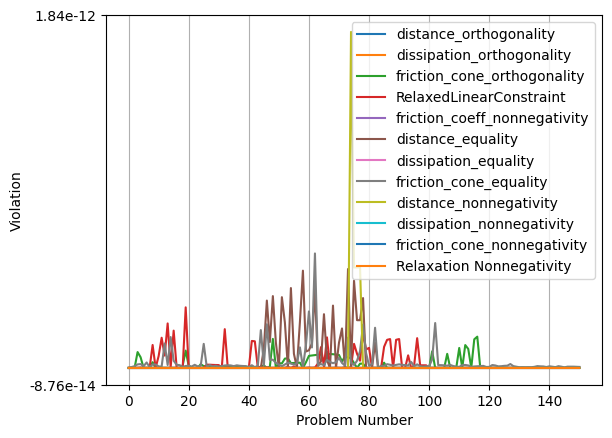 1.84e-12
distance_orthogonality
dissipation_orthogonality
friction_cone_orthogonality
RelaxedLinearConstraint
friction_coeff_nonnegativity
distance_equality
dissipation_equality
friction_cone_equality
distance_nonnegativity
dissipation_nonnegativity
friction_cone_nonnegativity
Relaxation Nonnegativity
Violation
-8.76e-14
0 20 40 60 80 100 120 140
Problem Number